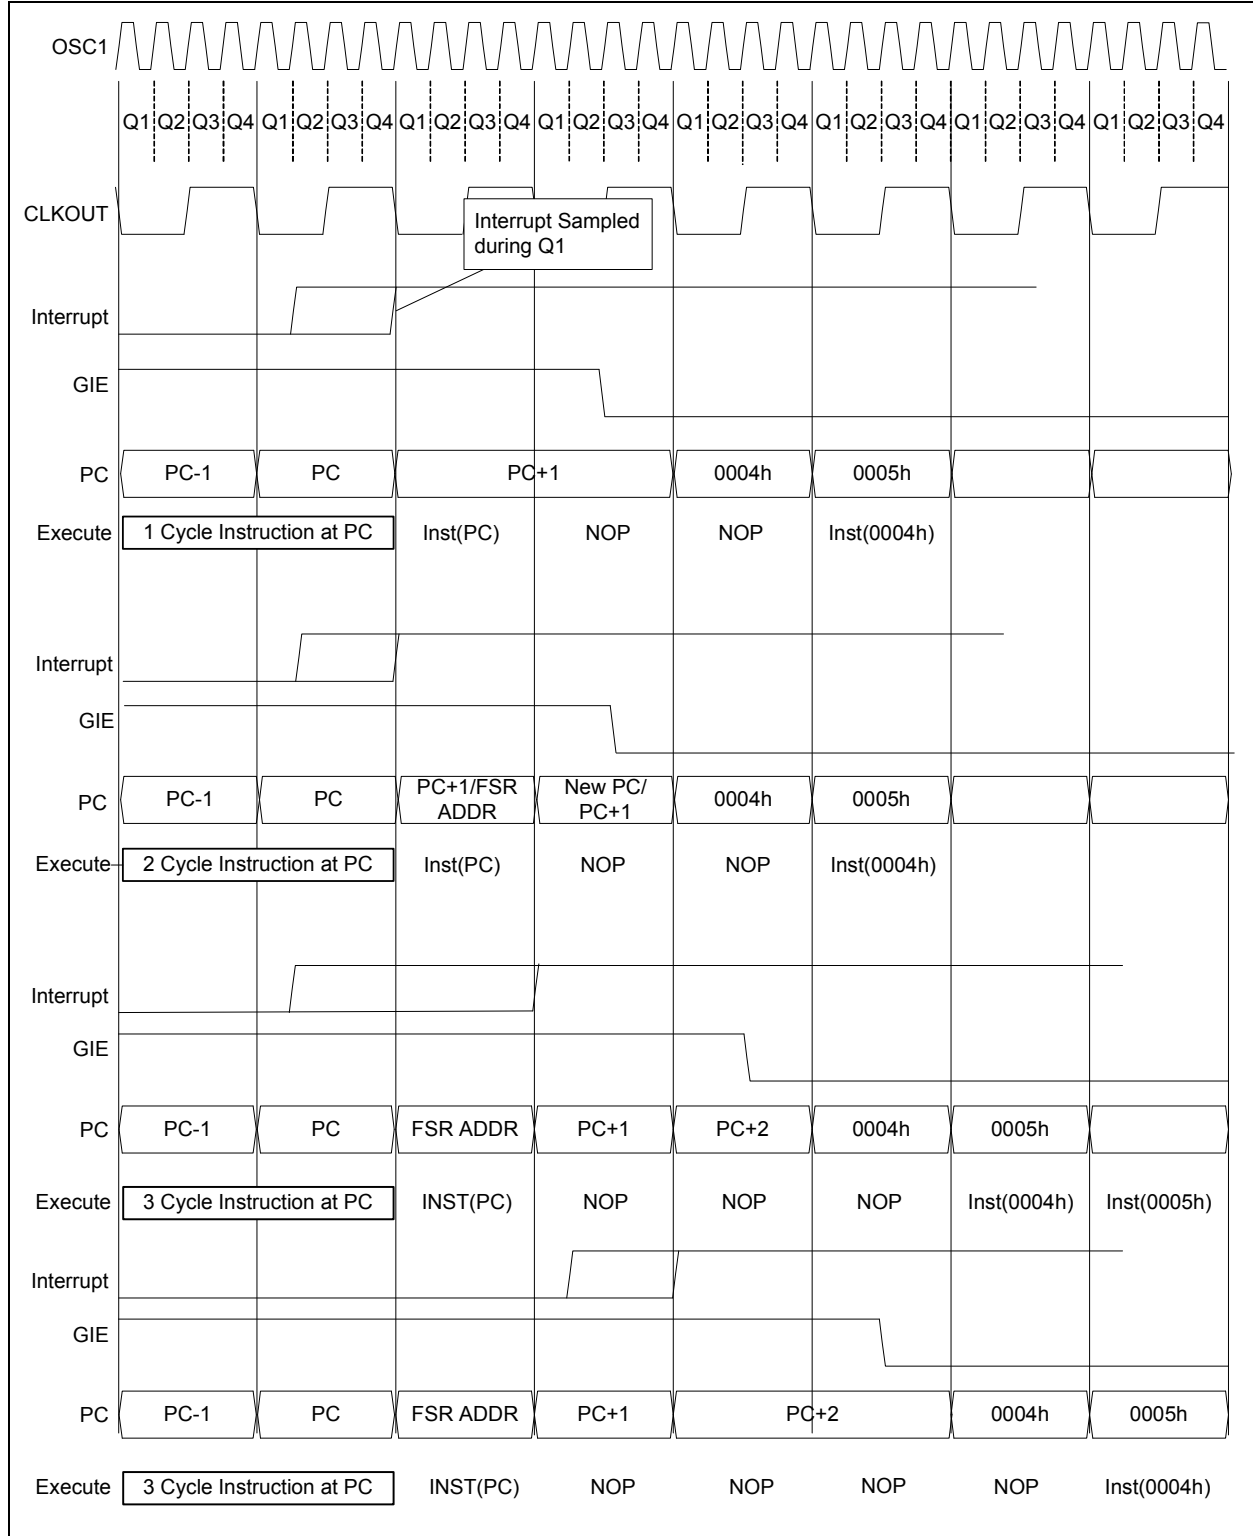 OSC1
Q1 Q2 Q3 Q4 Q1 Q2 Q3 Q4 Q1 Q2 Q3 Q4 Q1 Q2 Q3 Q4 Q1 Q2 Q3 Q4 Q1 Q2 Q3 Q4 Q1 Q2 Q3 Q4 Q1 Q2 Q3 Q4
CLKOUT
Interrupt Sampled
during Q1
Interrupt
GIE
PC PC-1 PC PC+1 0004h 0005h
Execute 1 Cycle Instruction at PC Inst(PC) NOP NOP Inst(0004h)
Interrupt
GIE
PC PC-1 PC PC+1/FSR ADDR New PC/ PC+1 0004h 0005h
Execute 2 Cycle Instruction at PC Inst(PC) NOP NOP Inst(0004h)
Interrupt
GIE
PC PC-1 PC FSR ADDR PC+1 PC+2 0004h 0005h
Execute 3 Cycle Instruction at PC INST(PC) NOP NOP NOP Inst(0004h) Inst(0005h)
Interrupt
GIE
PC PC-1 PC FSR ADDR PC+1 PC+2 0004h 0005h
Execute 3 Cycle Instruction at PC INST(PC) NOP NOP NOP NOP Inst(0004h)